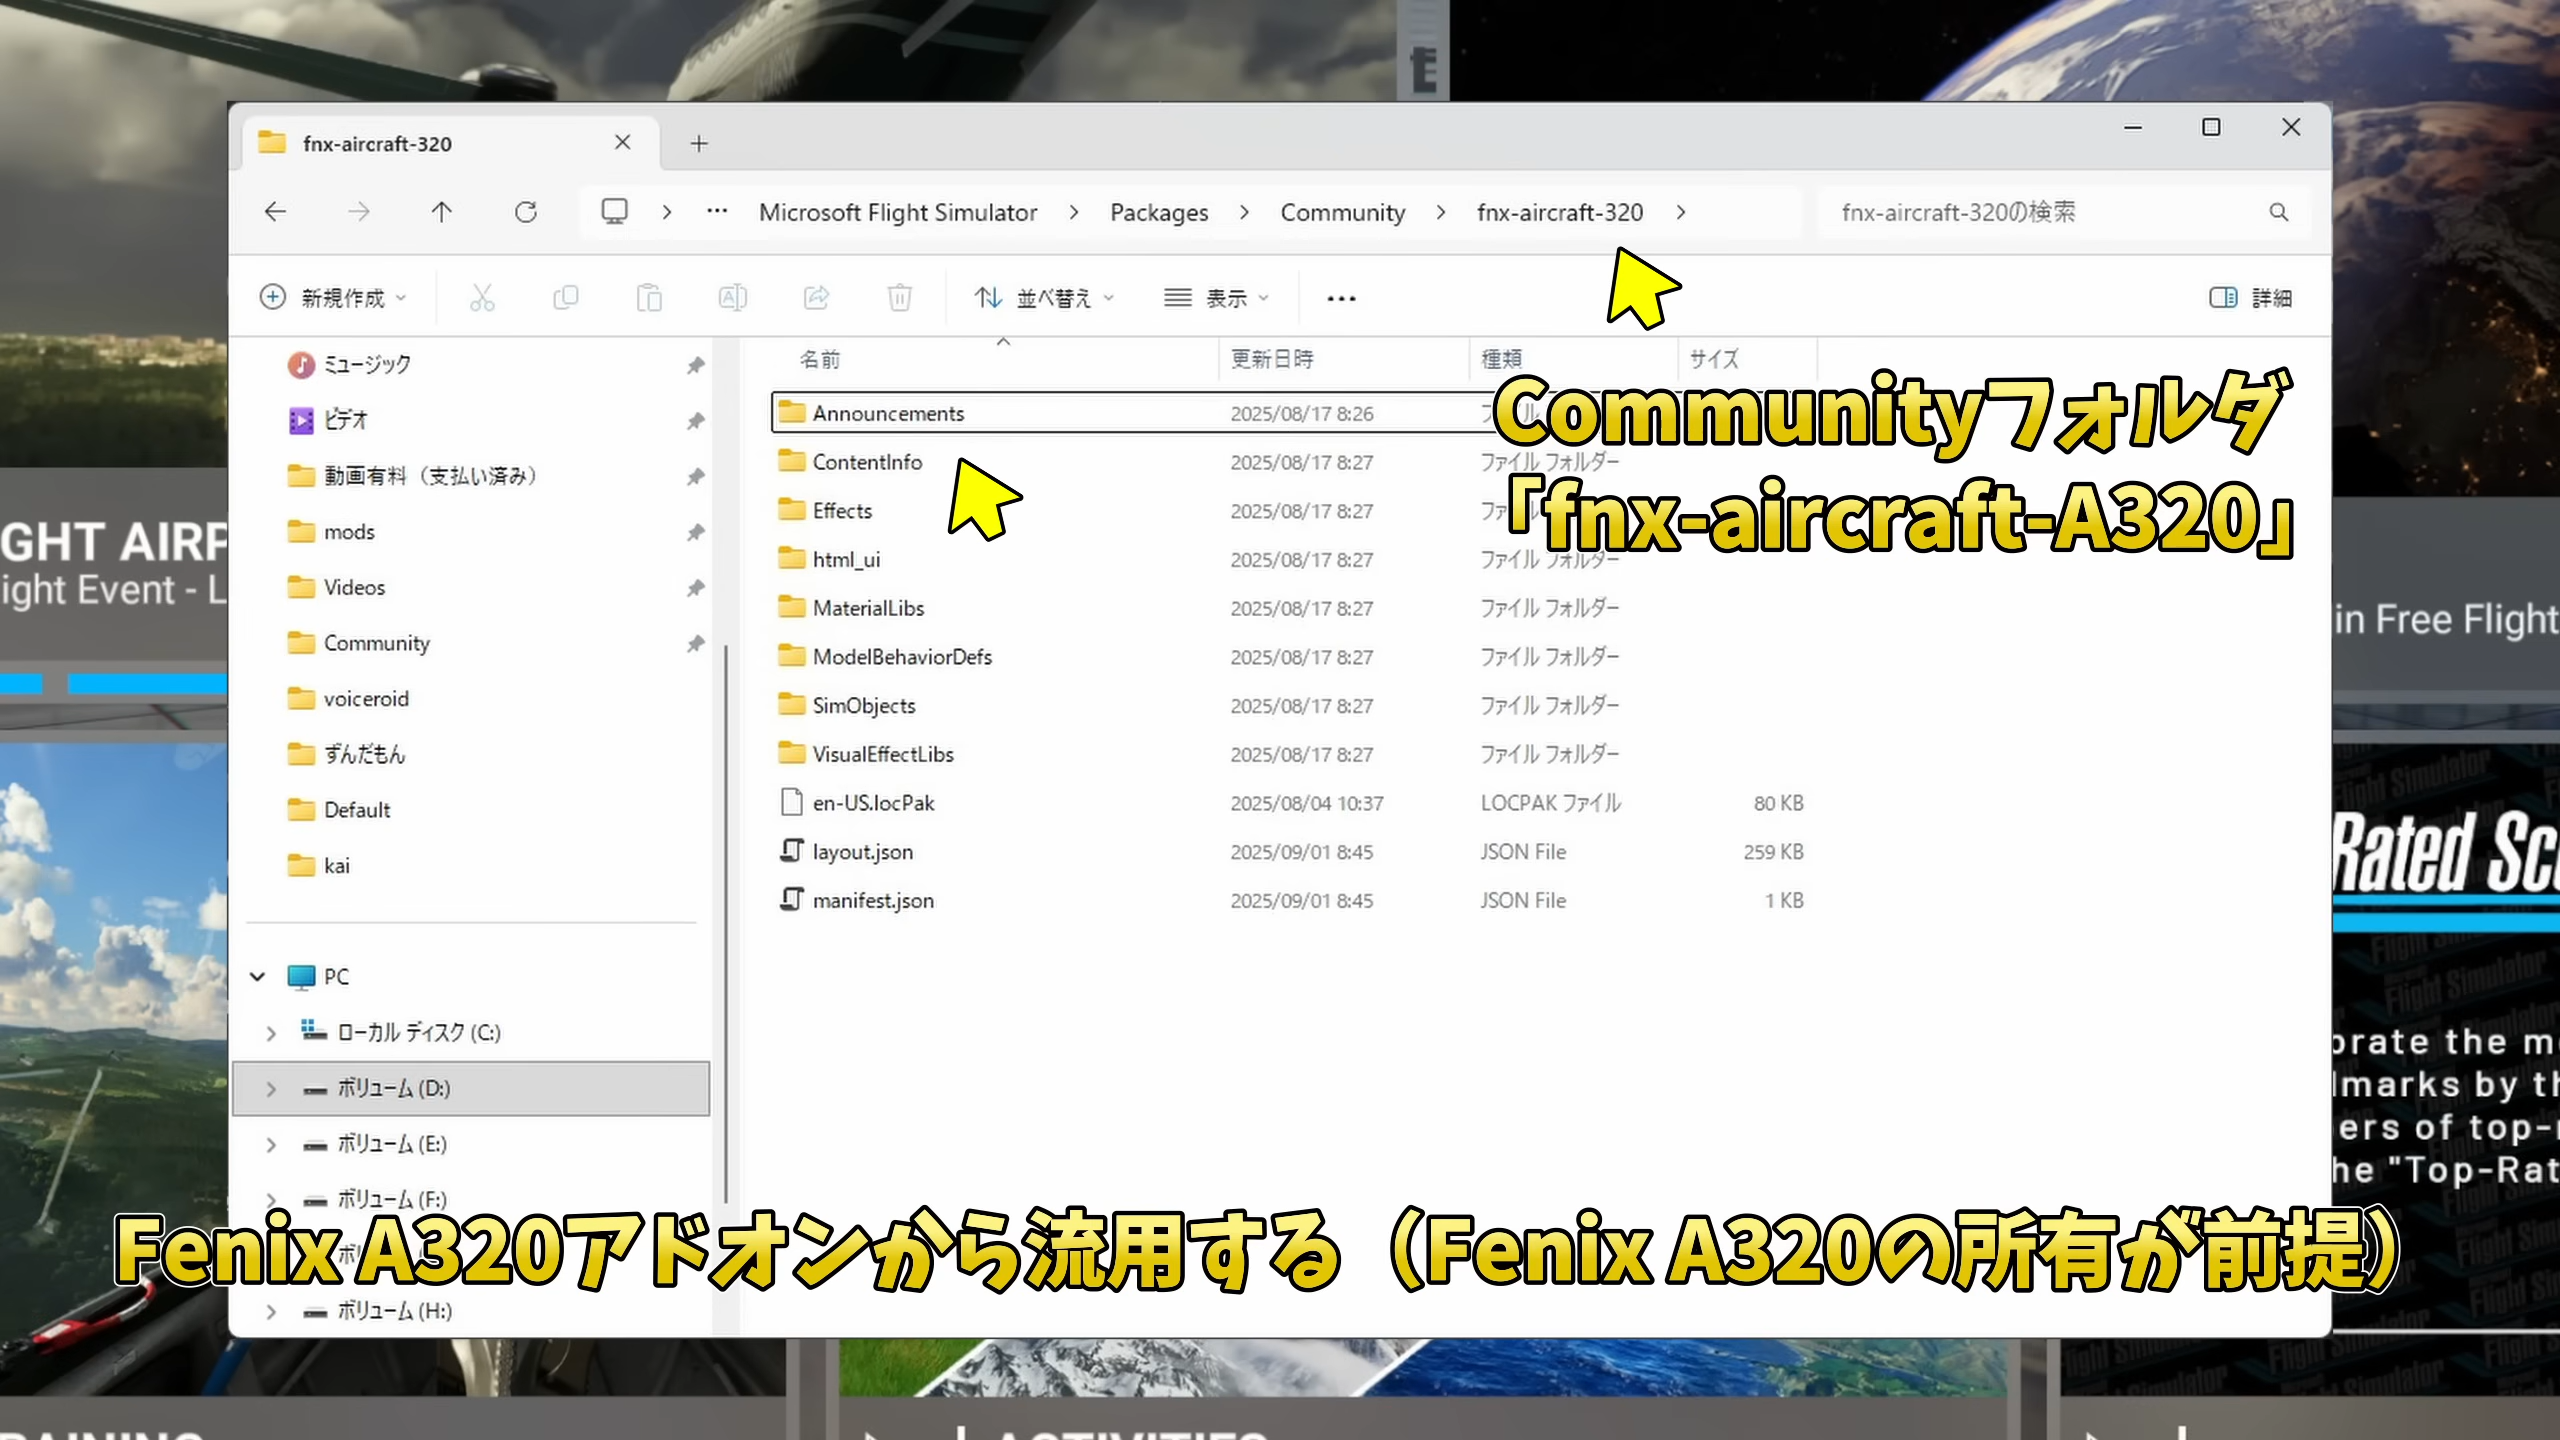 fnx-aircraft-320
Microsoft Flight Simulator > Packages > Community > fnx-aircraft-320 >
fnx-aircraft-320の検索
新規作成
並べ替え
表示
詳細
ミュージック
ビデオ
動画有料（支払い済み）
mods
Videos
Community
voiceroid
ずんだもん
Default
kai
PC
ローカル ディスク (C:)
ボリューム (D:)
ボリューム (E:)
ボリューム (F:)
ボリューム (H:)
名前 更新日時 種類 サイズ
Announcements 2025/08/17 8:26
ContentInfo 2025/08/17 8:27 ファイル フォルダー
Effects 2025/08/17 8:27
html_ui 2025/08/17 8:27 ファイル フォルダー
MaterialLibs 2025/08/17 8:27 ファイル フォルダー
ModelBehaviorDefs 2025/08/17 8:27 ファイル フォルダー
SimObjects 2025/08/17 8:27 ファイル フォルダー
VisualEffectLibs 2025/08/17 8:27 ファイル フォルダー
en-US.locPak 2025/08/04 10:37 LOCPAK ファイル 80 KB
layout.json 2025/09/01 8:45 JSON File 259 KB
manifest.json 2025/09/01 8:45 JSON File 1 KB
Communityフォルダ
「fnx-aircraft-A320」
Fenix A320アドオンから流用する（Fenix A320の所有が前提）
GHT AIRP
ight Event - L
in Free Flight
Rated Sc
brate the m
marks by th
ers of top-r
he "Top-Rat
ACTIVITIES